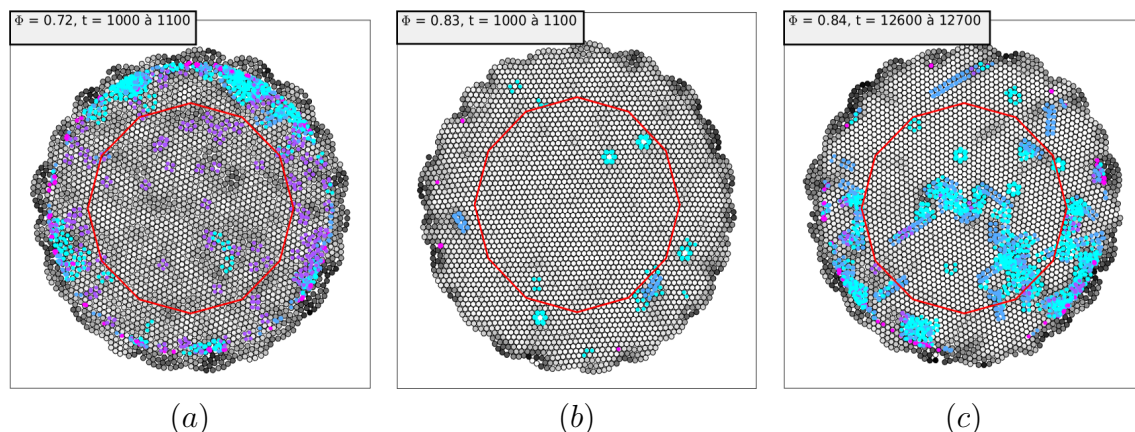 Φ = 0.72, t = 1000 à 1100
Φ = 0.83, t = 1000 à 1100
Φ = 0.84, t = 12600 à 12700
(a)
(b)
(c)